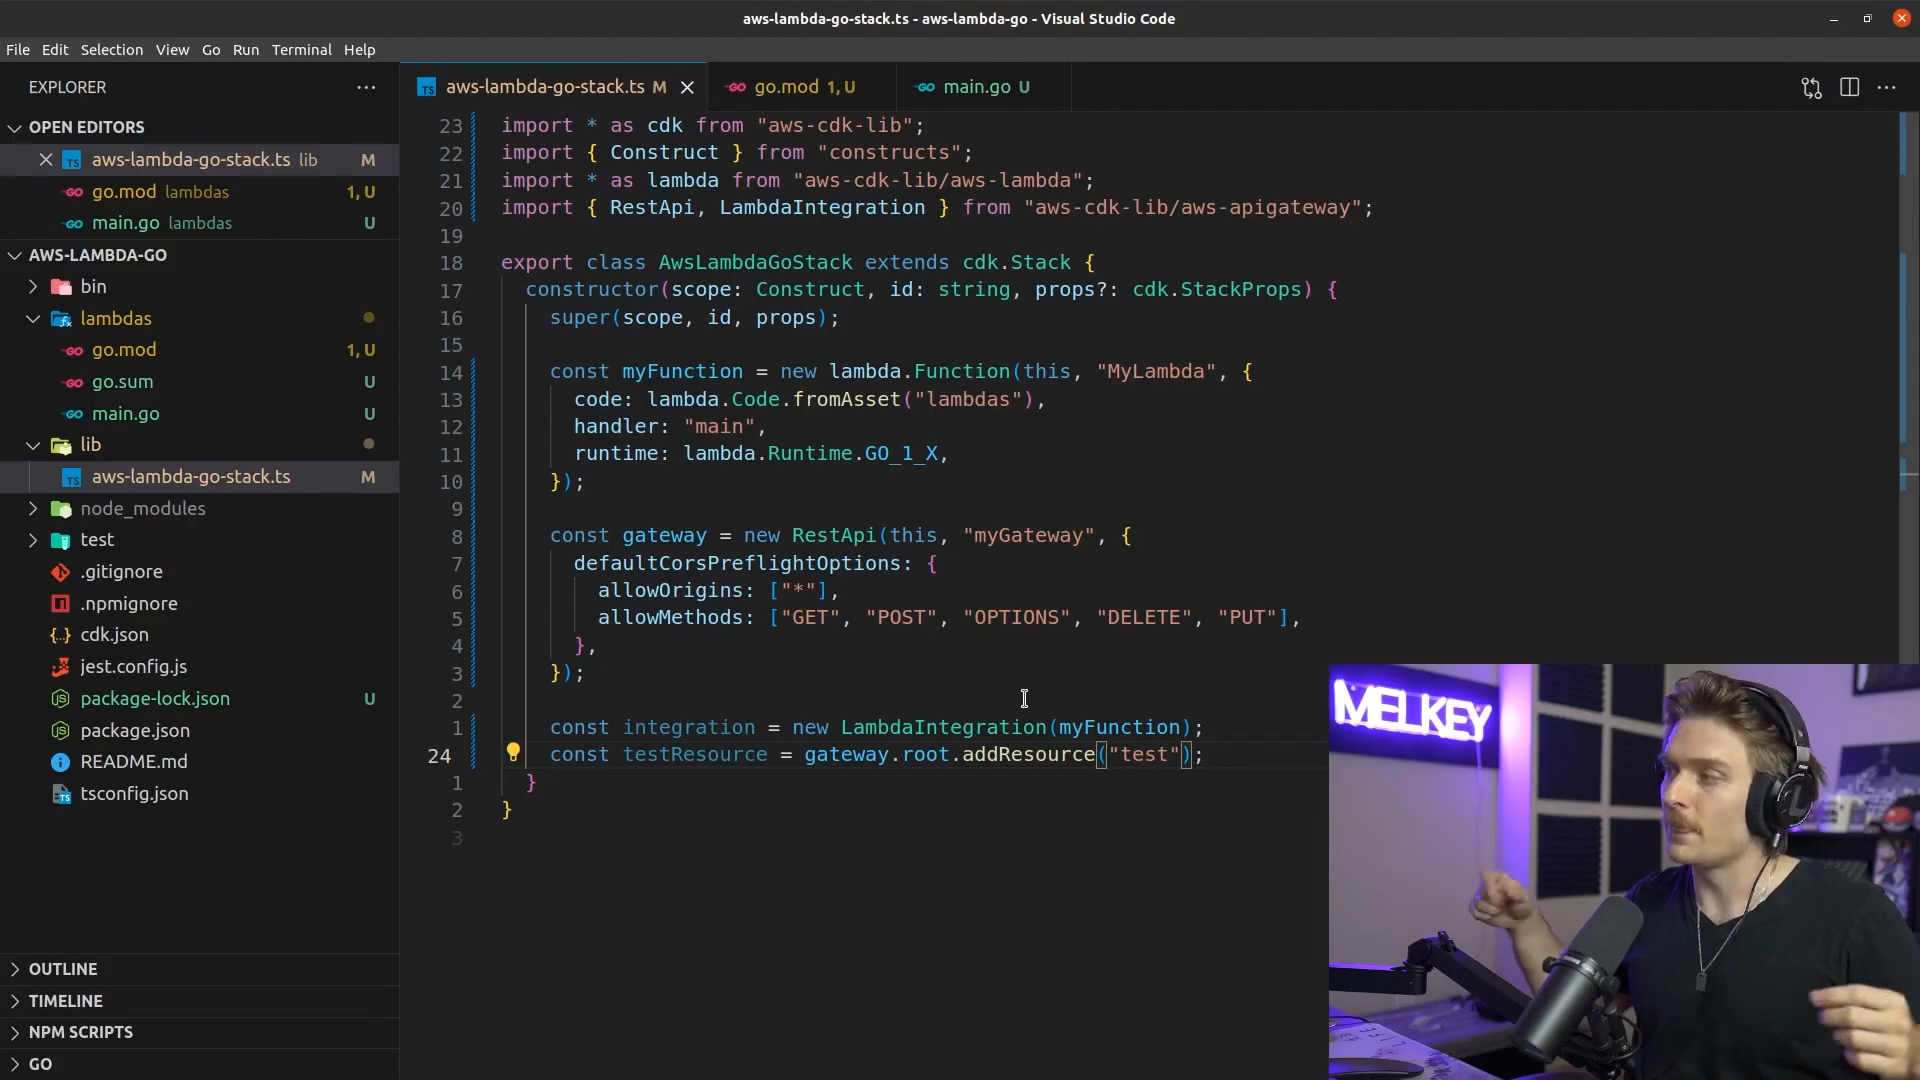 aws-lambda-go-stack.ts - aws-lambda-go - Visual Studio Code
File Edit Selection View Go Run Terminal Help
EXPLORER
OPEN EDITORS
aws-lambda-go-stack.ts lib M
go.mod lambdas 1, U
main.go lambdas U
AWS-LAMBDA-GO
bin
lambdas
go.mod 1, U
go.sum U
main.go U
lib
aws-lambda-go-stack.ts M
node_modules
test
.gitignore
.npmignore
cdk.json
jest.config.js
package-lock.json U
package.json
README.md
tsconfig.json
OUTLINE
TIMELINE
NPM SCRIPTS
GO
aws-lambda-go-stack.ts M go.mod 1, U main.go U
23 import * as cdk from "aws-cdk-lib";
22 import { Construct } from "constructs";
21 import * as lambda from "aws-cdk-lib/aws-lambda";
20 import { RestApi, LambdaIntegration } from "aws-cdk-lib/aws-apigateway";
19
18 export class AwsLambdaGoStack extends cdk.Stack {
17 constructor(scope: Construct, id: string, props?: cdk.StackProps) {
16 super(scope, id, props);
15
14 const myFunction = new lambda.Function(this, "MyLambda", {
13 code: lambda.Code.fromAsset("lambdas"),
12 handler: "main",
11 runtime: lambda.Runtime.GO_1_X,
10 });
9
8 const gateway = new RestApi(this, "myGateway", {
7 defaultCorsPreflightOptions: {
6 allowOrigins: ["*"],
5 allowMethods: ["GET", "POST", "OPTIONS", "DELETE", "PUT"],
4 },
3 });
2
1 const integration = new LambdaIntegration(myFunction);
24 const testResource = gateway.root.addResource("test");
1 }
2 }
3
MELKEY